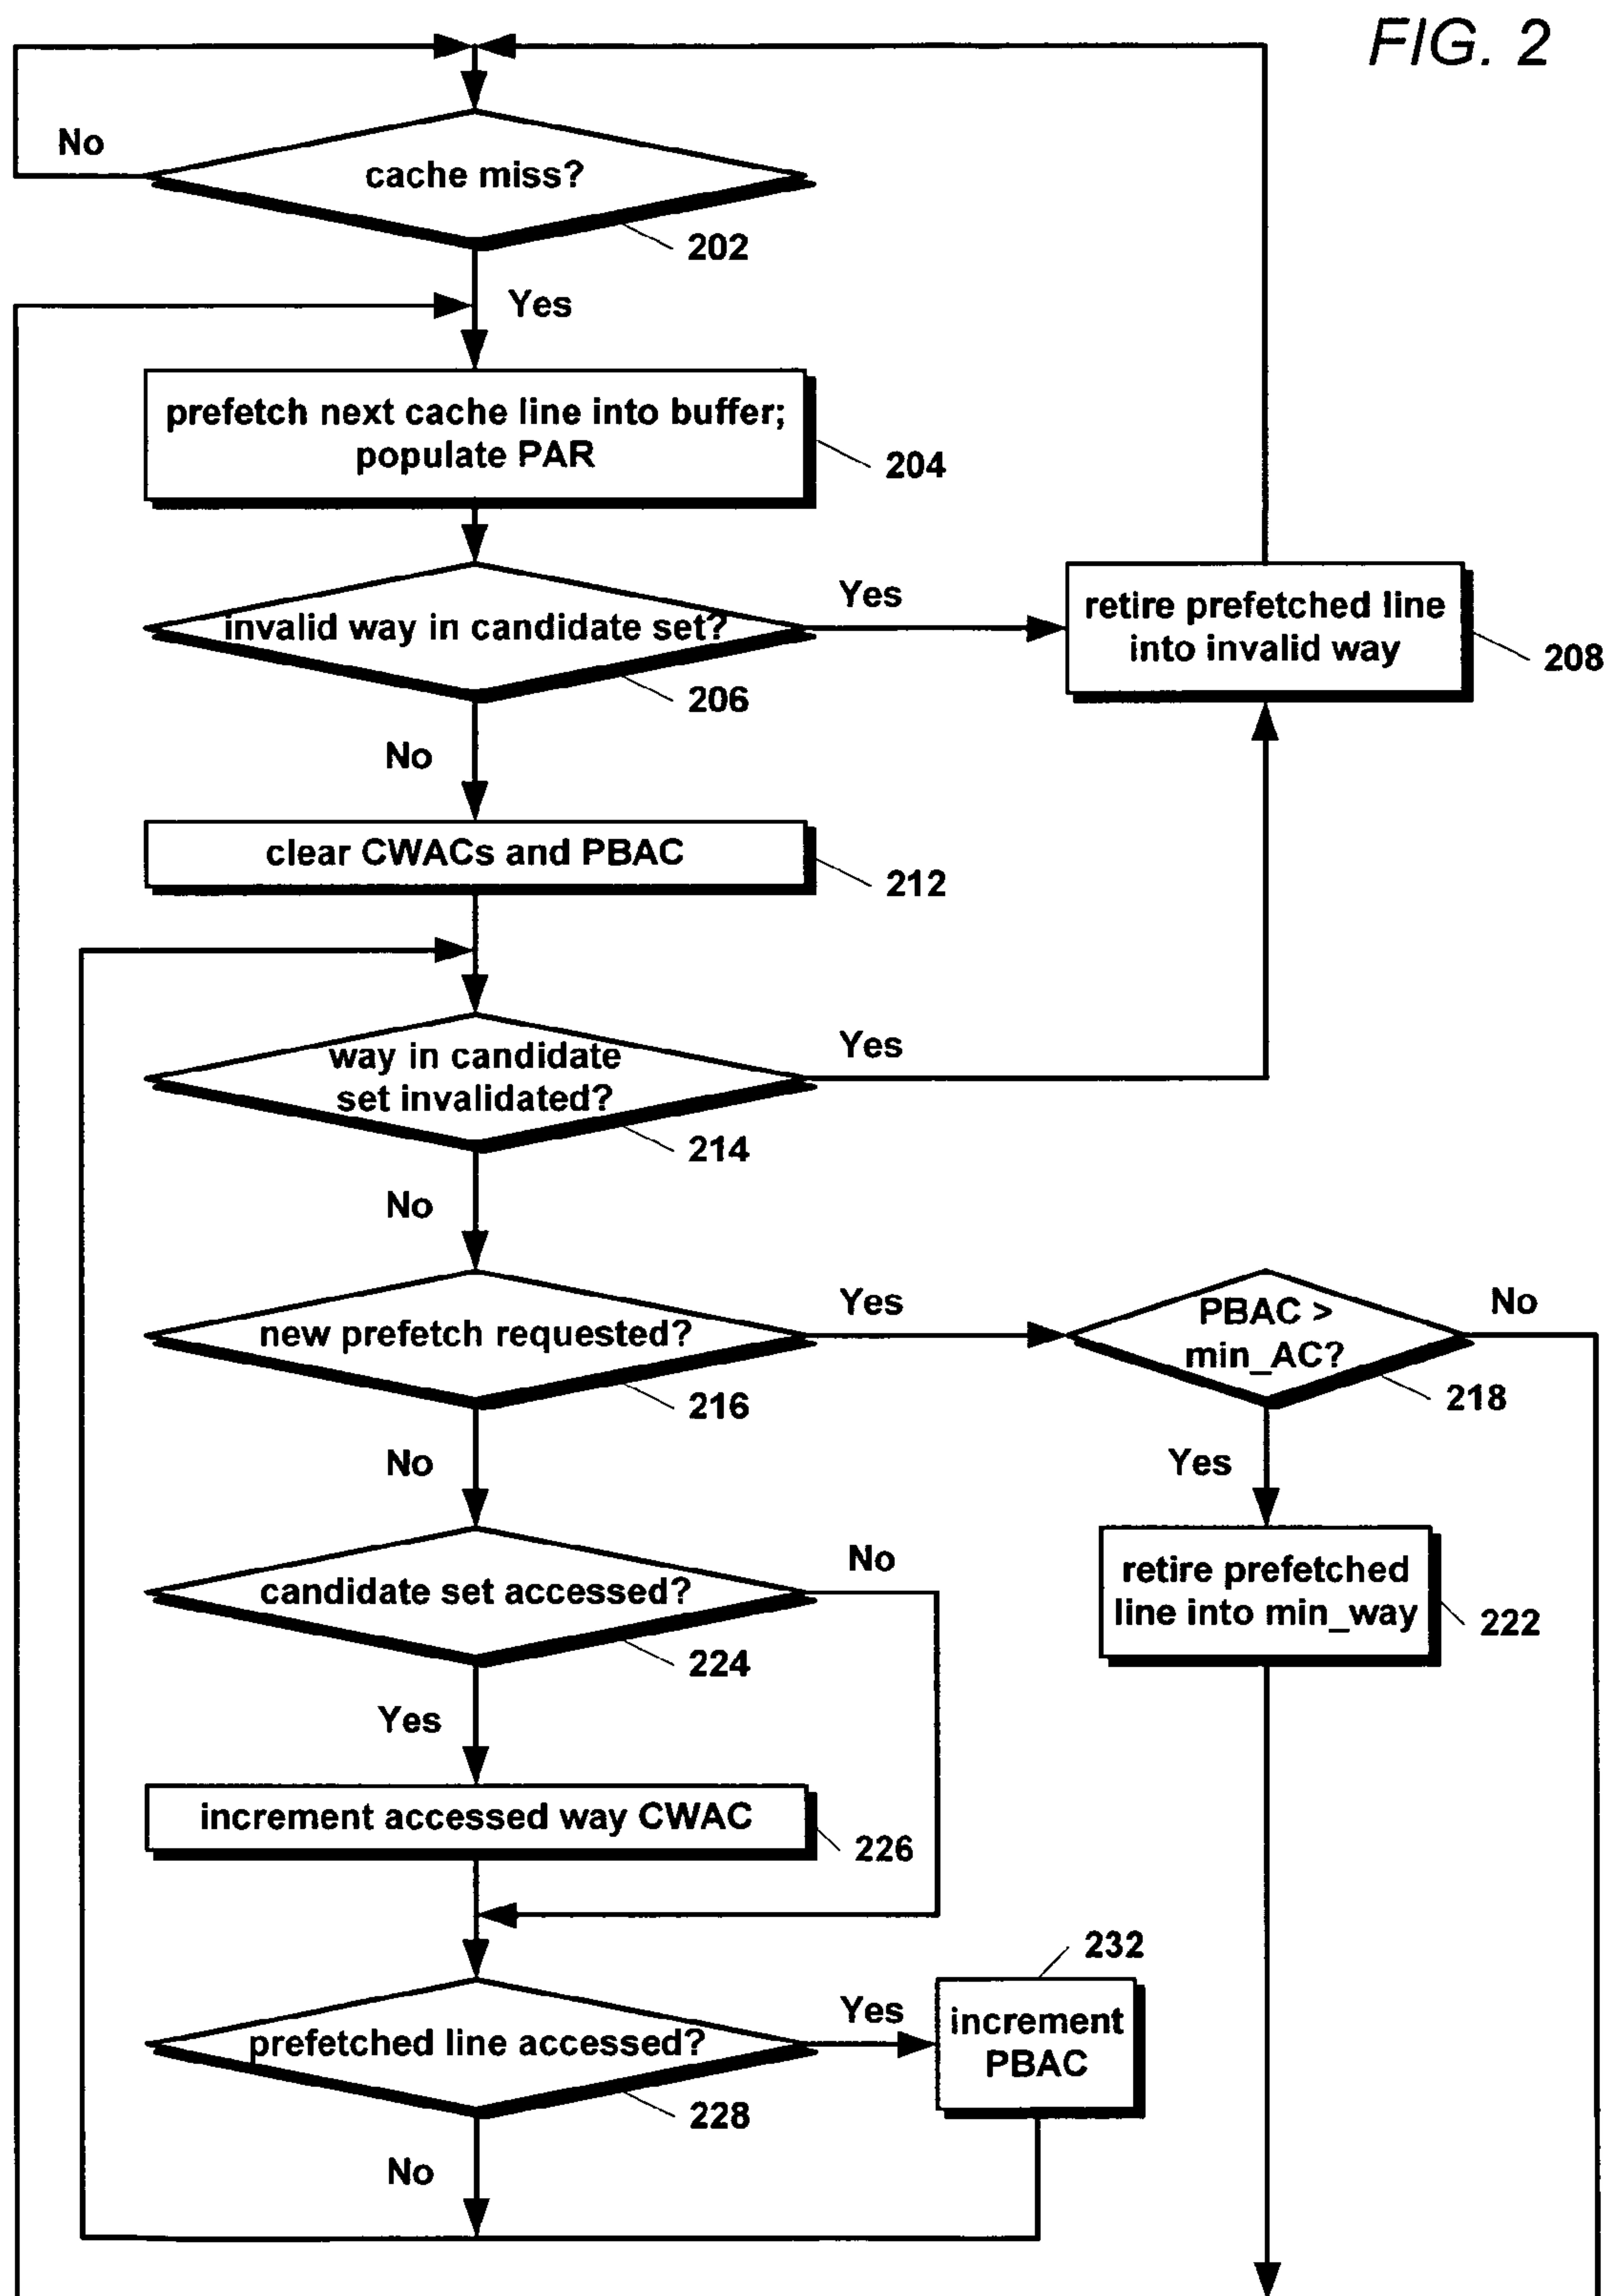 FIG. 2
No
cache miss?
202
Yes
prefetch next cache line into buffer;
populate PAR
204
invalid way in candidate set?
Yes
206
retire prefetched line
into invalid way
208
No
clear CWACs and PBAC
212
way in candidate
set invalidated?
Yes
214
No
new prefetch requested?
Yes
216
PBAC >
min_AC?
No
218
No
Yes
candidate set accessed?
No
224
retire prefetched
line into min_way
222
Yes
increment accessed way CWAC
226
232
prefetched line accessed?
Yes
228
increment
PBAC
No